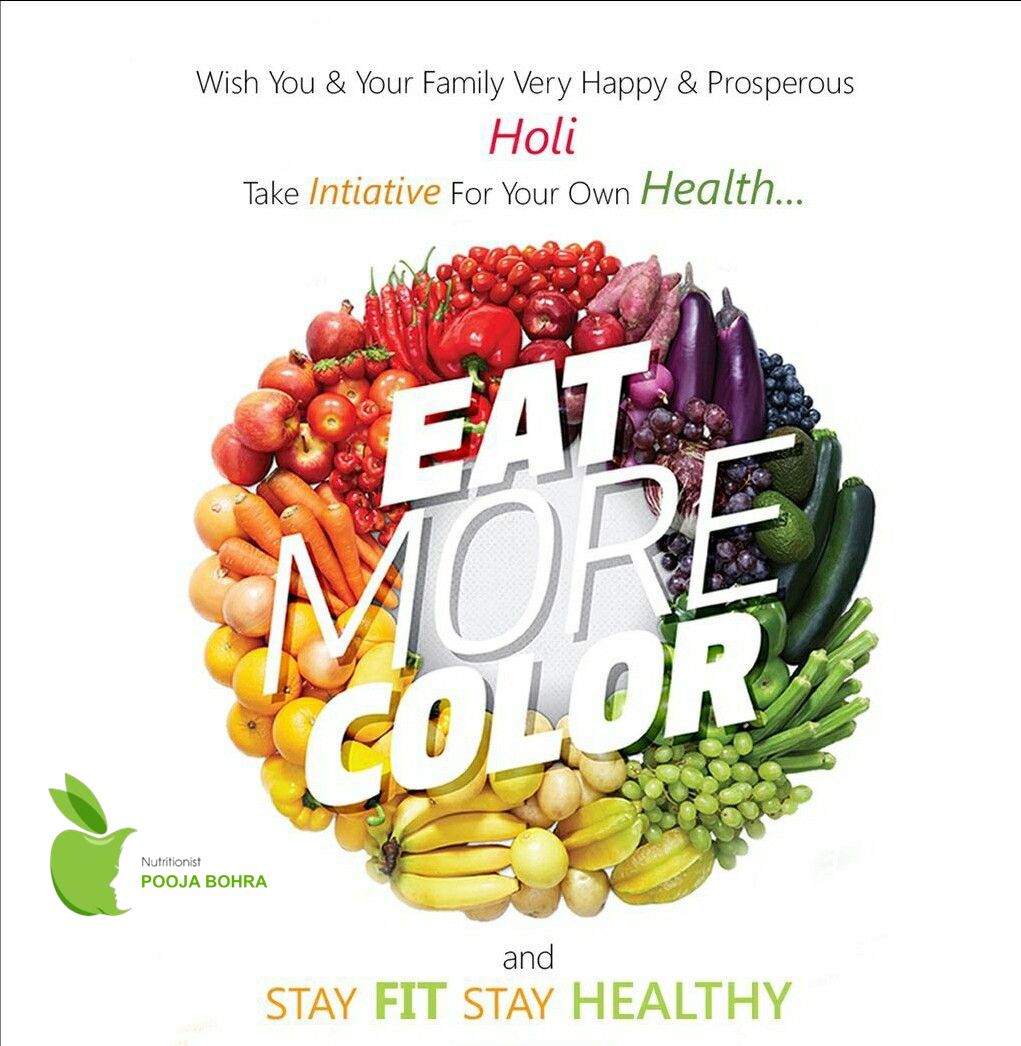 Wish You & Your Family Very Happy & Prosperous
Holi
Take Intiative For Your Own Health...
EAT
MORE
COLOR
Nutritionist
POOJA BOHRA
and
STAY FIT STAY HEALTHY